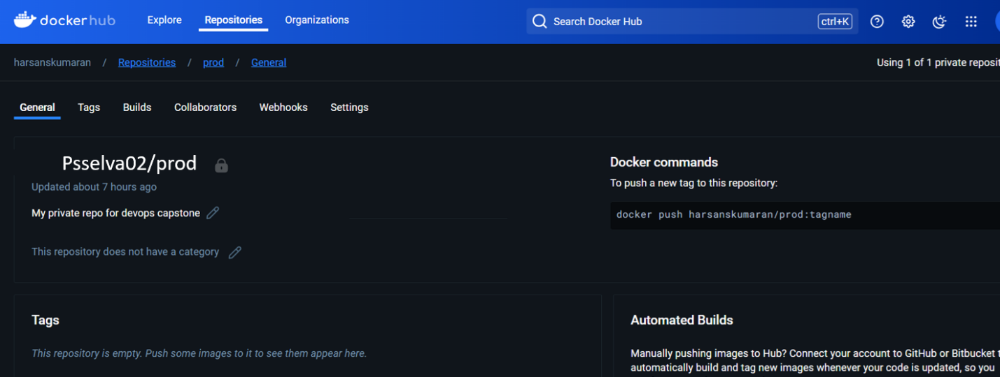 dockerhub Explore Repositories Organizations Search Docker Hub ctrl+K
harsanskumaran / Repositories / prod / General Using 1 of 1 private reposit
General Tags Builds Collaborators Webhooks Settings
Psselva02/prod
Updated about 7 hours ago
My private repo for devops capstone
This repository does not have a category
Docker commands
To push a new tag to this repository:
docker push harsanskumaran/prod:tagname
Tags
This repository is empty. Push some images to it to see them appear here.
Automated Builds
Manually pushing images to Hub? Connect your account to GitHub or Bitbucket t
automatically build and tag new images whenever your code is updated, so you